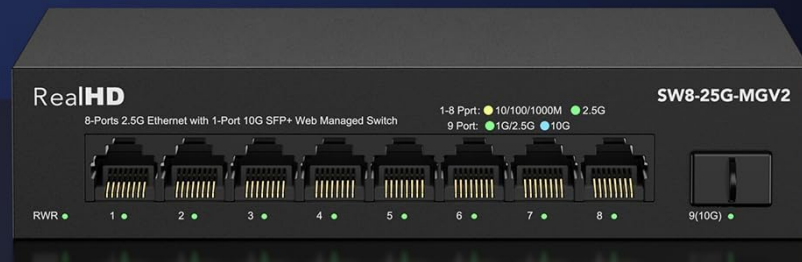 RealHD
SW8-25G-MGV2
8-Ports 2.5G Ethernet with 1-Port 10G SFP+ Web Managed Switch
1-8 Pprt: 10/100/1000M 2.5G
9 Port: 1G/2.5G 10G
RWR 1 2 3 4 5 6 7 8 9(10G)